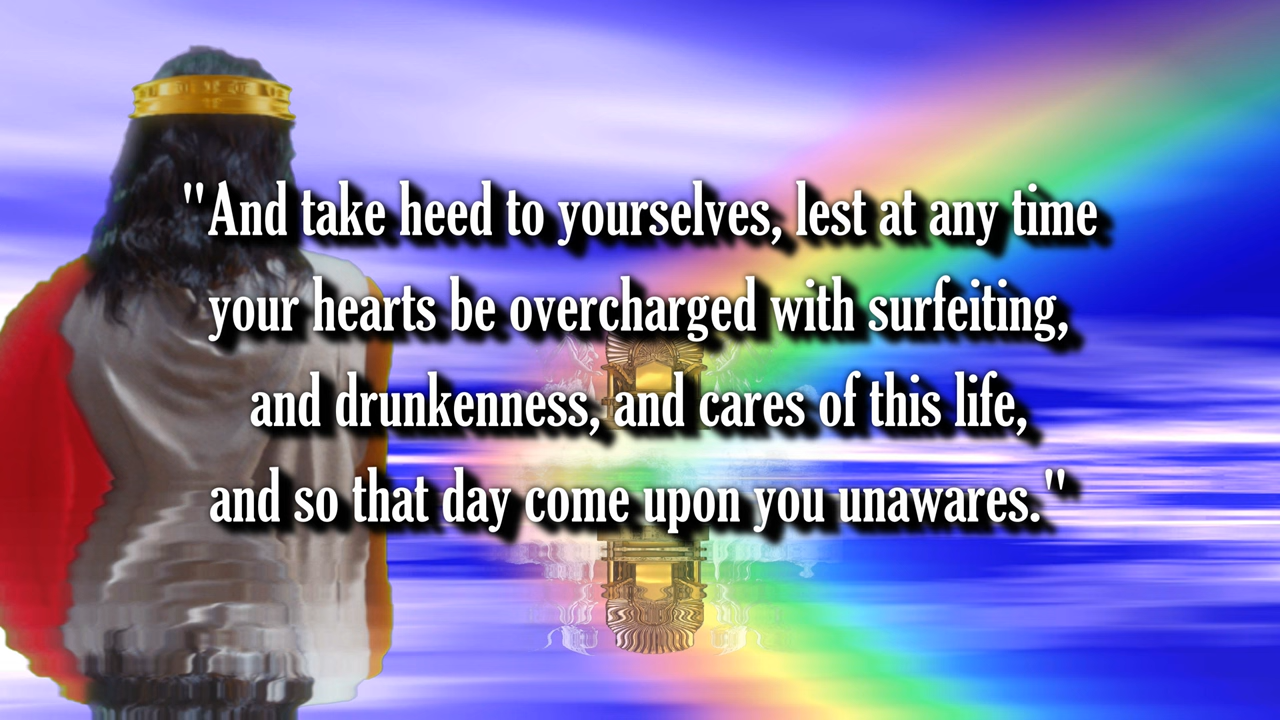 "And take heed to yourselves, lest at any time
your hearts be overcharged with surfeiting,
and drunkenness, and cares of this life,
and so that day come upon you unawares."